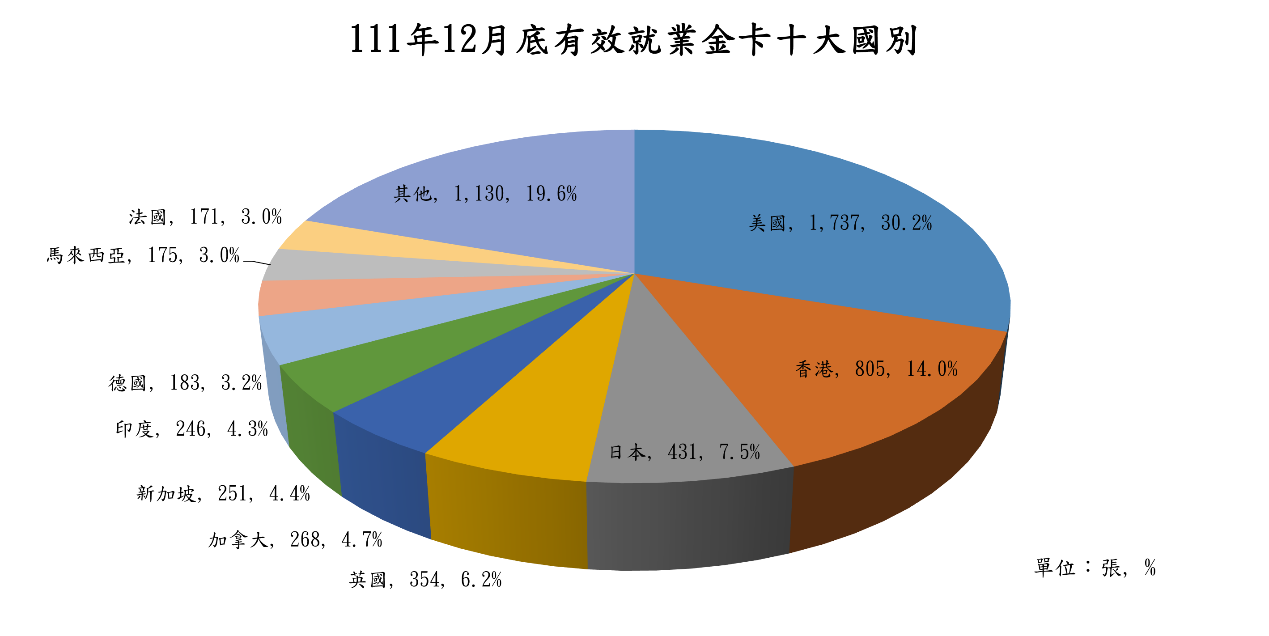 111年12月底有效就業金卡十大國別
其他, 1,130, 19.6%
美國, 1,737, 30.2%
法國, 171, 3.0%
馬來西亞, 175, 3.0%
香港, 805, 14.0%
德國, 183, 3.2%
印度, 246, 4.3%
日本, 431, 7.5%
新加坡, 251, 4.4%
加拿大, 268, 4.7%
英國, 354, 6.2%
單位：張, %